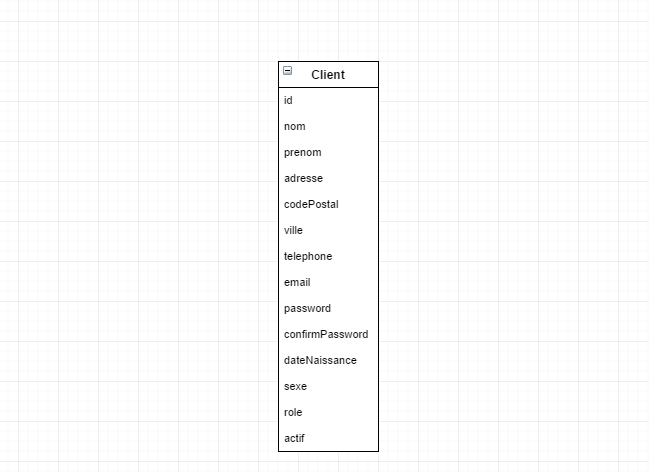 Client
id
nom
prenom
adresse
codePostal
ville
telephone
email
password
confirmPassword
dateNaissance
sexe
role
actif